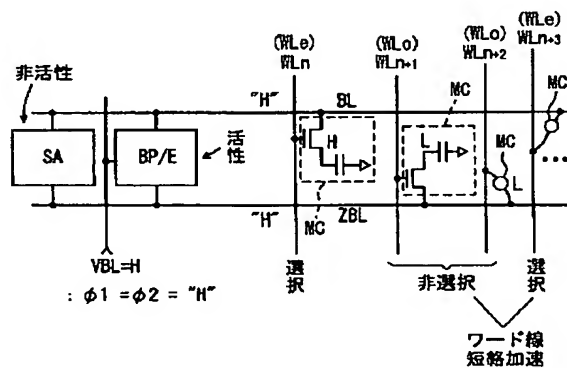 (WLe)
WLn
(WLo)
WLn+1
(WLo)
WLn+2
(WLe)
WLn+3
非活性
"H"
BL
MC
MC
SA
BP/E
活性
H
L
MC
L
...
"H"
MC
ZBL
VBL=H
: φ1 =φ2 = "H"
選択
非選択
選択
ワード線
短絡加速